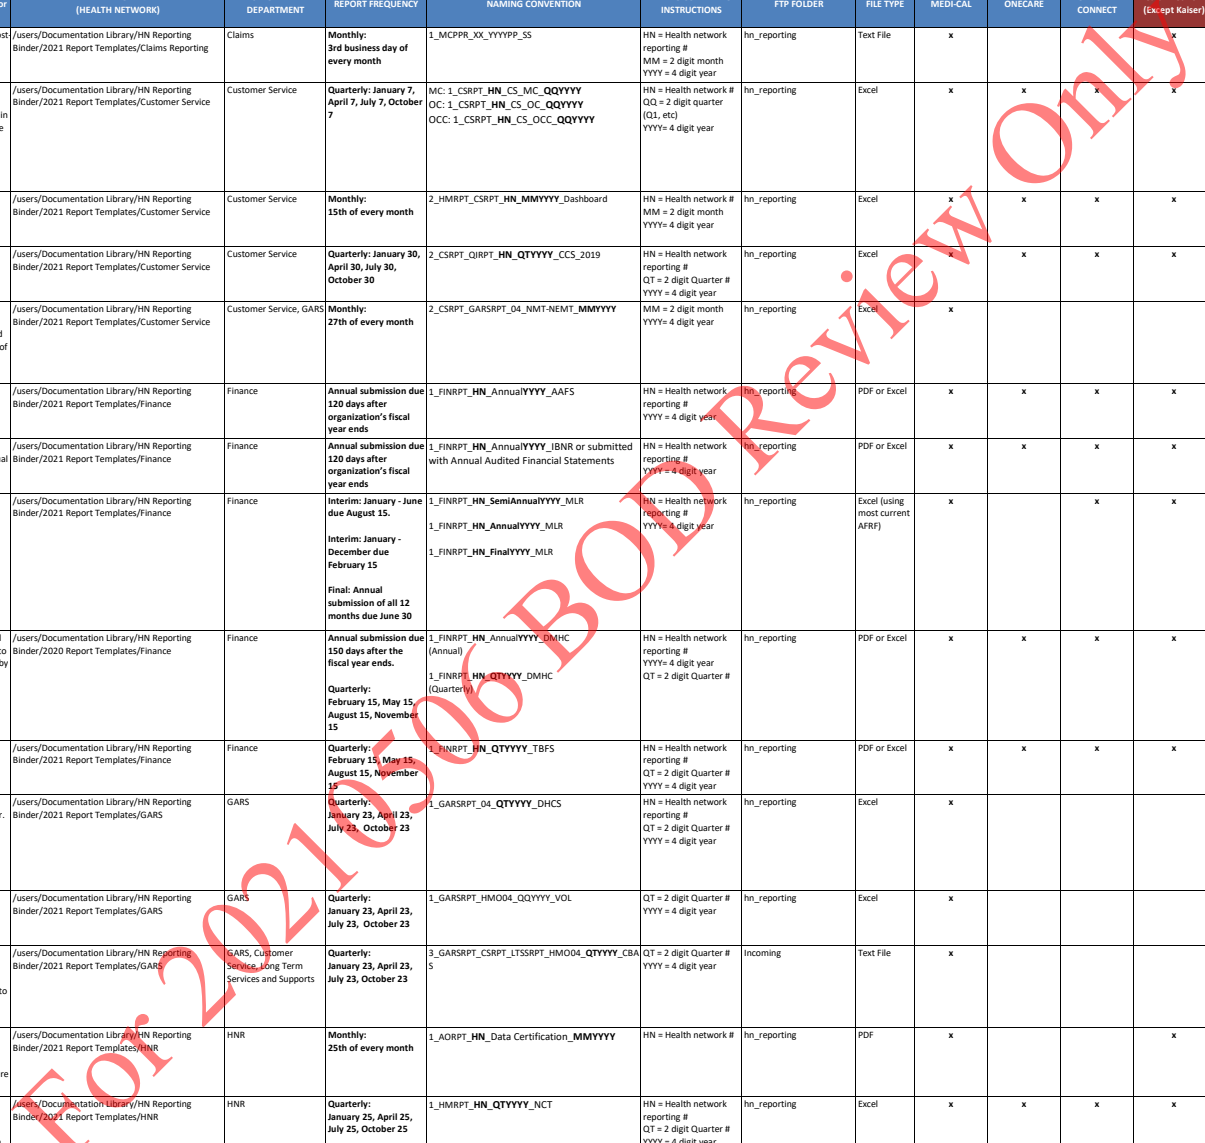 or
(HEALTH NETWORK)
DEPARTMENT
REPORT FREQUENCY
NAMING CONVENTION
INSTRUCTIONS
FTP FOLDER
FILE TYPE
MEDI-CAL
ONECARE
CONNECT
(Except Kaiser)
/users/Documentation Library/HN Reporting
Binder/2021 Report Templates/Claims Reporting
Claims
Monthly:
3rd business day of
every month
1_MCPPR_XX_YYYYPP_SS
HN = Health network
reporting #
MM = 2 digit month
YYYY = 4 digit year
hn_reporting
Text File
x
x
in
e
/users/Documentation Library/HN Reporting
Binder/2021 Report Templates/Customer Service
Customer Service
Quarterly: January 7,
April 7, July 7, October
7
MC: 1_CSRPT_HN_CS_MC_QQYYYY
OC: 1_CSRPT_HN_CS_OC_QQYYYY
OCC: 1_CSRPT_HN_CS_OCC_QQYYYY
HN = Health network #
QQ = 2 digit quarter
(Q1, etc)
YYYY= 4 digit year
hn_reporting
Excel
x
x
x
x
/users/Documentation Library/HN Reporting
Binder/2021 Report Templates/Customer Service
Customer Service
Monthly:
15th of every month
2_HMRPT_CSRPT_HN_MMYYYY_Dashboard
HN = Health network #
MM = 2 digit month
YYYY= 4 digit year
hn_reporting
Excel
x
x
x
x
/users/Documentation Library/HN Reporting
Binder/2021 Report Templates/Customer Service
Customer Service
Quarterly: January 30,
April 30, July 30,
October 30
2_CSRPT_QIRPT_HN_QTYYYY_CCS_2019
HN = Health network
reporting #
QT = 2 digit Quarter #
YYYY = 4 digit year
hn_reporting
Excel
x
x
x
x
d
of
/users/Documentation Library/HN Reporting
Binder/2021 Report Templates/Customer Service
Customer Service, GARS
Monthly:
27th of every month
2_CSRPT_GARSRPT_04_NMT-NEMT_MMYYYY
MM = 2 digit month
YYYY= 4 digit year
hn_reporting
Excel
x
/users/Documentation Library/HN Reporting
Binder/2021 Report Templates/Finance
Finance
Annual submission due
120 days after
organization's fiscal
year ends
1_FINRPT_HN_AnnualYYYY_AAFS
HN = Health network
reporting #
YYYY = 4 digit year
hn_reporting
PDF or Excel
x
x
x
x
al
/users/Documentation Library/HN Reporting
Binder/2021 Report Templates/Finance
Finance
Annual submission due
120 days after
organization's fiscal
year ends
1_FINRPT_HN_AnnualYYYY_IBNR or submitted
with Annual Audited Financial Statements
HN = Health network
reporting #
YYYY = 4 digit year
hn_reporting
PDF or Excel
x
x
x
x
/users/Documentation Library/HN Reporting
Binder/2021 Report Templates/Finance
Finance
Interim: January - June
due August 15.
Interim: January -
December due
February 15
Final: Annual
submission of all 12
months due June 30
1_FINRPT_HN_SemiAnnualYYYY_MLR
1_FINRPT_HN_AnnualYYYY_MLR
1_FINRPT_HN_FinalYYYY_MLR
HN = Health network
reporting #
YYYY= 4 digit year
hn_reporting
Excel (using
most current
AFRF)
x
x
x
to
by
/users/Documentation Library/HN Reporting
Binder/2020 Report Templates/Finance
Finance
Annual submission due
150 days after the
fiscal year ends.
Quarterly:
February 15, May 15,
August 15, November
15
1_FINRPT_HN_AnnualYYYY_DMHC
(Annual)
1_FINRPT_HN_QTYYYY_DMHC
(Quarterly)
HN = Health network
reporting #
YYYY= 4 digit year
QT = 2 digit Quarter #
hn_reporting
PDF or Excel
x
x
x
x
/users/Documentation Library/HN Reporting
Binder/2021 Report Templates/Finance
Finance
Quarterly:
February 15, May 15,
August 15, November
15
1_FINRPT_HN_QTYYYY_TBFS
HN = Health network
reporting #
QT = 2 digit Quarter #
YYYY = 4 digit year
hn_reporting
PDF or Excel
x
x
x
x
r.
/users/Documentation Library/HN Reporting
Binder/2021 Report Templates/GARS
GARS
Quarterly:
January 23, April 23,
July 23, October 23
1_GARSRPT_04_QTYYYY_DHCS
HN = Health network
reporting #
QT = 2 digit Quarter #
YYYY = 4 digit year
hn_reporting
Excel
x
/users/Documentation Library/HN Reporting
Binder/2021 Report Templates/GARS
GARS
Quarterly:
January 23, April 23,
July 23, October 23
1_GARSRPT_HMO04_QQYYYY_VOL
QT = 2 digit Quarter #
YYYY = 4 digit year
hn_reporting
Excel
x
to
/users/Documentation Library/HN Reporting
Binder/2021 Report Templates/GARS
GARS, Customer
Service, Long Term
Services and Supports
Quarterly:
January 23, April 23,
July 23, October 23
3_GARSRPT_CSRPT_LTSSRPT_HMO04_QTYYYY_CBA
S
QT = 2 digit Quarter #
YYYY = 4 digit year
Incoming
Text File
x
re
/users/Documentation Library/HN Reporting
Binder/2021 Report Templates/HNR
HNR
Monthly:
25th of every month
1_AORPT_HN_Data Certification_MMYYYY
HN = Health network #
hn_reporting
PDF
x
x
/users/Documentation Library/HN Reporting
Binder/2021 Report Templates/HNR
HNR
Quarterly:
January 25, April 25,
July 25, October 25
1_HMRPT_HN_QTYYYY_NCT
HN = Health network
reporting #
QT = 2 digit Quarter #
YYYY = 4 digit year
hn_reporting
Excel
x
x
x
x
For 20210506 BOD Review Only